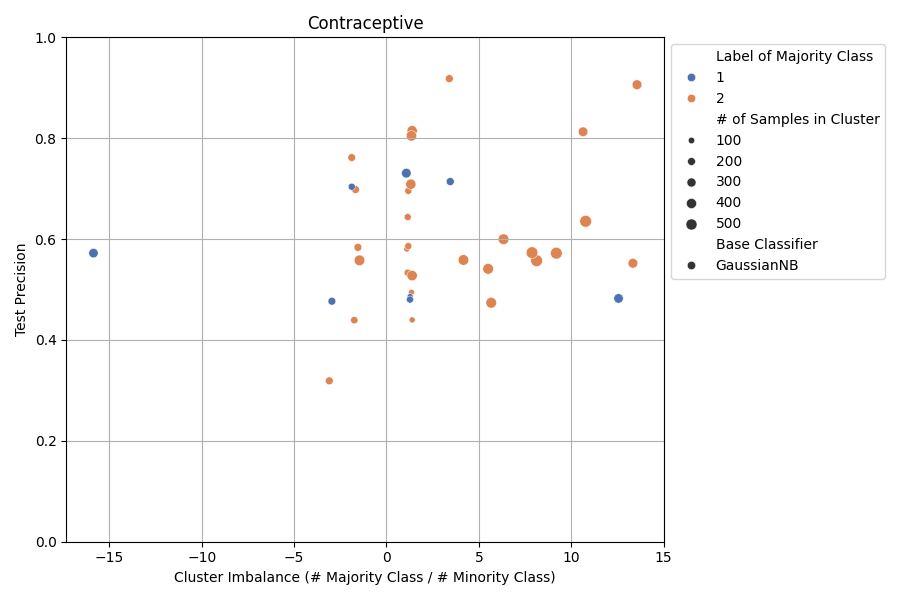 Contraceptive
1.0
0.8
0.6
0.4
0.2
0.0
Test Precision
−15
−10
−5
0
5
10
15
Cluster Imbalance (# Majority Class / # Minority Class)
Label of Majority Class
1
2
# of Samples in Cluster
100
200
300
400
500
Base Classifier
GaussianNB